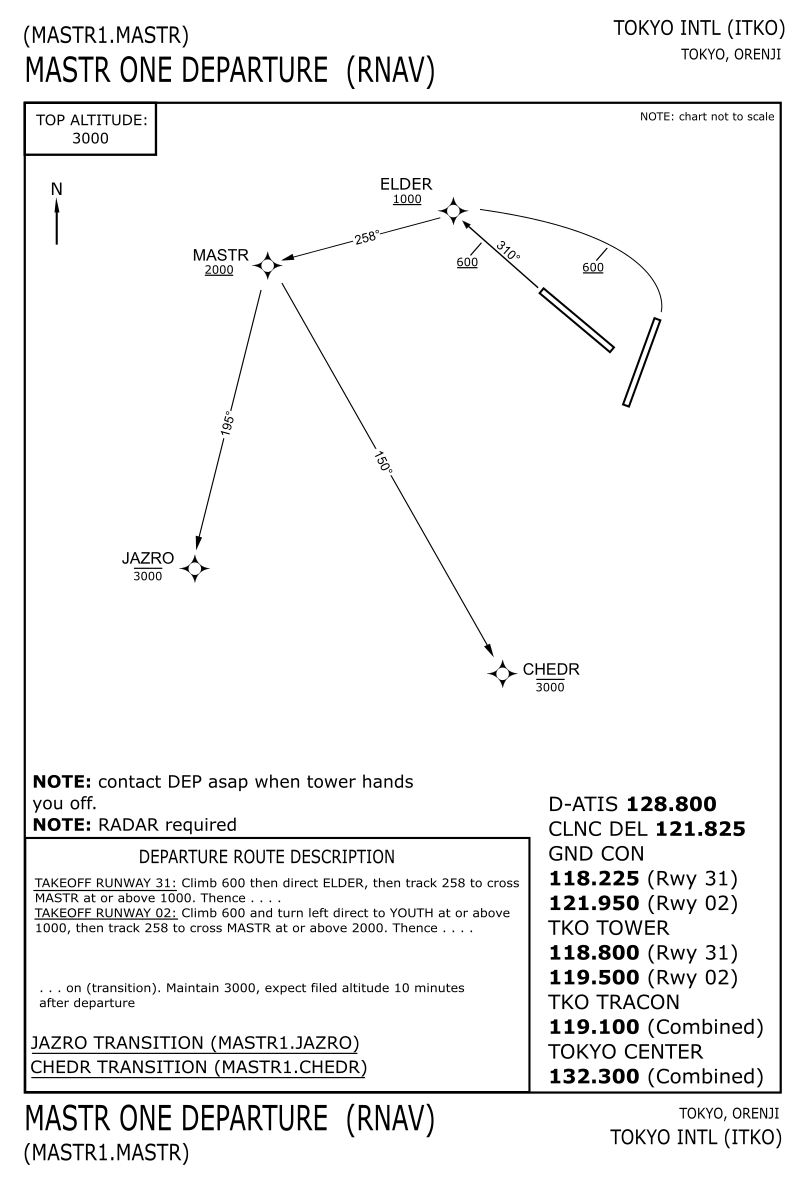 (MASTR1.MASTR)
MASTR ONE DEPARTURE (RNAV)
TOKYO INTL (ITKO)
TOKYO, ORENJI
TOP ALTITUDE:
3000
NOTE: chart not to scale
N
ELDER
1000
258°
MASTR
2000
310°
600
600
195°
150°
JAZRO
3000
CHEDR
3000
NOTE: contact DEP asap when tower hands
you off.
NOTE: RADAR required
DEPARTURE ROUTE DESCRIPTION
TAKEOFF RUNWAY 31: Climb 600 then direct ELDER, then track 258 to cross
MASTR at or above 1000. Thence . . . .
TAKEOFF RUNWAY 02: Climb 600 and turn left direct to YOUTH at or above
1000, then track 258 to cross MASTR at or above 2000. Thence . . . .
. . . on (transition). Maintain 3000, expect filed altitude 10 minutes
after departure
JAZRO TRANSITION (MASTR1.JAZRO)
CHEDR TRANSITION (MASTR1.CHEDR)
D-ATIS 128.800
CLNC DEL 121.825
GND CON
118.225 (Rwy 31)
121.950 (Rwy 02)
TKO TOWER
118.800 (Rwy 31)
119.500 (Rwy 02)
TKO TRACON
119.100 (Combined)
TOKYO CENTER
132.300 (Combined)
MASTR ONE DEPARTURE (RNAV)
(MASTR1.MASTR)
TOKYO, ORENJI
TOKYO INTL (ITKO)